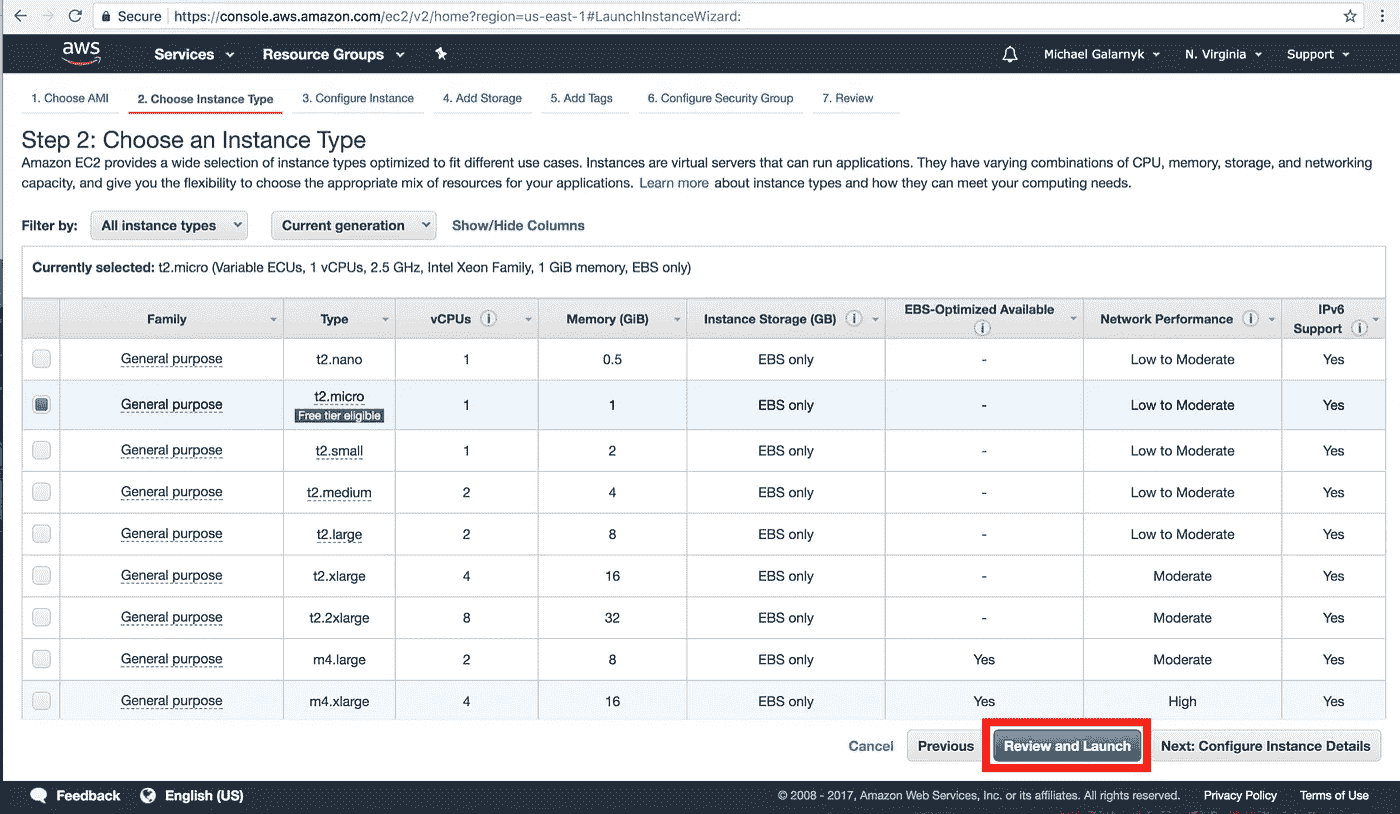 Secure https://console.aws.amazon.com/ec2/v2/home?region=us-east-1#LaunchInstanceWizard:
aws Services Resource Groups Michael Galarnyk N. Virginia Support
1. Choose AMI 2. Choose Instance Type 3. Configure Instance 4. Add Storage 5. Add Tags 6. Configure Security Group 7. Review
Step 2: Choose an Instance Type
Amazon EC2 provides a wide selection of instance types optimized to fit different use cases. Instances are virtual servers that can run applications. They have varying combinations of CPU, memory, storage, and networking
capacity, and give you the flexibility to choose the appropriate mix of resources for your applications. Learn more about instance types and how they can meet your computing needs.
Filter by: All instance types Current generation Show/Hide Columns
Currently selected: t2.micro (Variable ECUs, 1 vCPUs, 2.5 GHz, Intel Xeon Family, 1 GiB memory, EBS only)
Family Type vCPUs Memory (GiB) Instance Storage (GB) EBS-Optimized Available Network Performance IPv6 Support
General purpose t2.nano 1 0.5 EBS only - Low to Moderate Yes
General purpose t2.micro Free tier eligible 1 1 EBS only - Low to Moderate Yes
General purpose t2.small 1 2 EBS only - Low to Moderate Yes
General purpose t2.medium 2 4 EBS only - Low to Moderate Yes
General purpose t2.large 2 8 EBS only - Low to Moderate Yes
General purpose t2.xlarge 4 16 EBS only - Moderate Yes
General purpose t2.2xlarge 8 32 EBS only - Moderate Yes
General purpose m4.large 2 8 EBS only Yes Moderate Yes
General purpose m4.xlarge 4 16 EBS only Yes High Yes
Cancel Previous Review and Launch Next: Configure Instance Details
Feedback English (US) © 2008 - 2017, Amazon Web Services, Inc. or its affiliates. All rights reserved. Privacy Policy Terms of Use